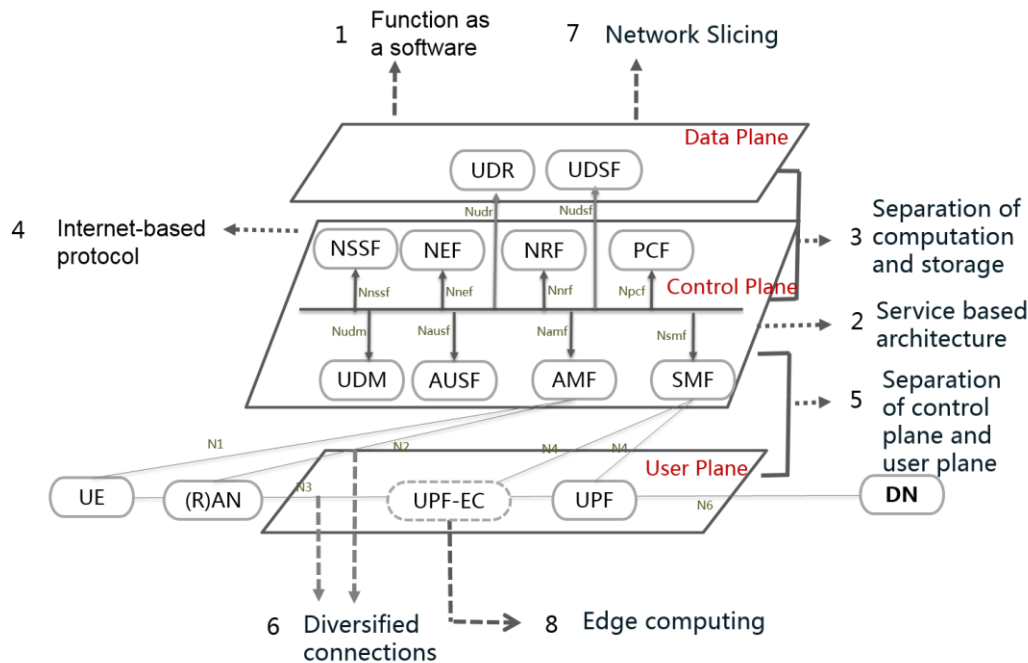 1
Function as
a software
7
Network Slicing
Data Plane
UDR
UDSF
Nudr
Nudsf
4
Internet-based
protocol
NSSF
NEF
NRF
PCF
3
Separation of
computation
and storage
Nnssf
Nnef
Nnrf
Npcf
Control Plane
2
Service based
architecture
Nudm
Nausf
Namf
Nsmf
UDM
AUSF
AMF
SMF
5
Separation
of control
plane and
user plane
N1
N2
N4
N4
User Plane
UE
(R)AN
N3
UPF-EC
UPF
N6
DN
6
Diversified
connections
8
Edge computing